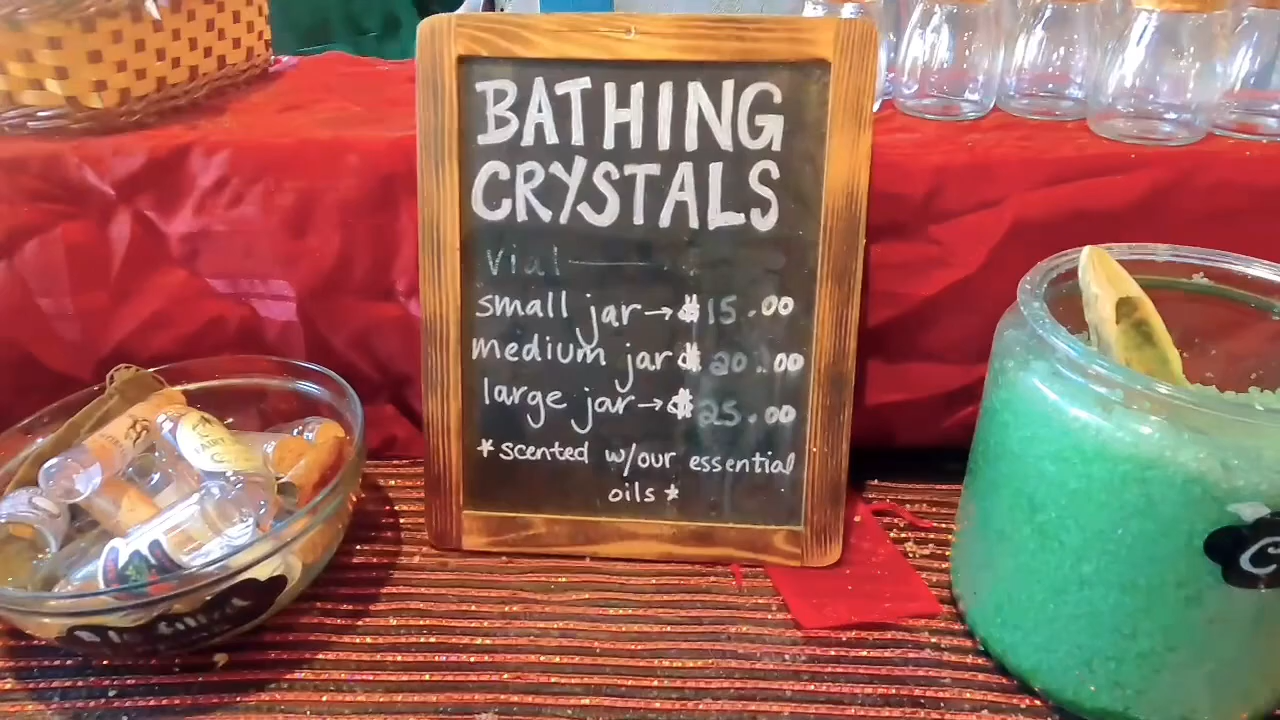 BATHING
CRYSTALS
Vial
small jar → $15.00
medium jar $20.00
large jar → $25.00
*scented w/our essential
oils*